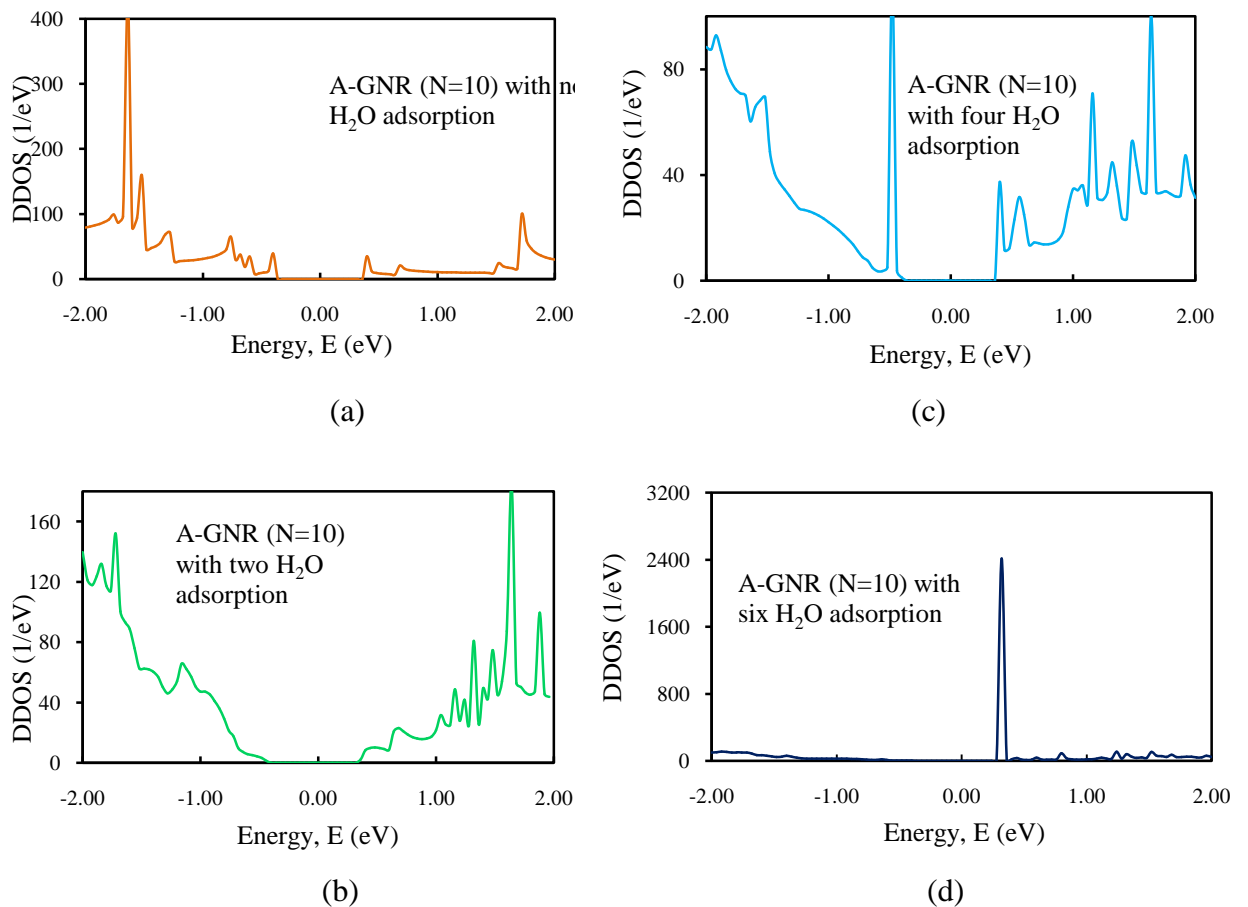 400
300
200
100
0
-2.00 -1.00 0.00 1.00 2.00
DDOS (1/eV)
Energy, E (eV)
A-GNR (N=10) with
H₂O adsorption
(a)
80
40
0
-2.00 -1.00 0.00 1.00 2.00
DDOS (1/eV)
Energy, E (eV)
A-GNR (N=10)
with four H₂O
adsorption
(c)
160
120
80
40
0
-2.00 -1.00 0.00 1.00 2.00
DDOS (1/eV)
Energy, E (eV)
A-GNR (N=10)
with two H₂O
adsorption
(b)
3200
2400
1600
800
0
-2.00 -1.00 0.00 1.00 2.00
DDOS (1/eV)
Energy, E (eV)
A-GNR (N=10) with
six H₂O adsorption
(d)